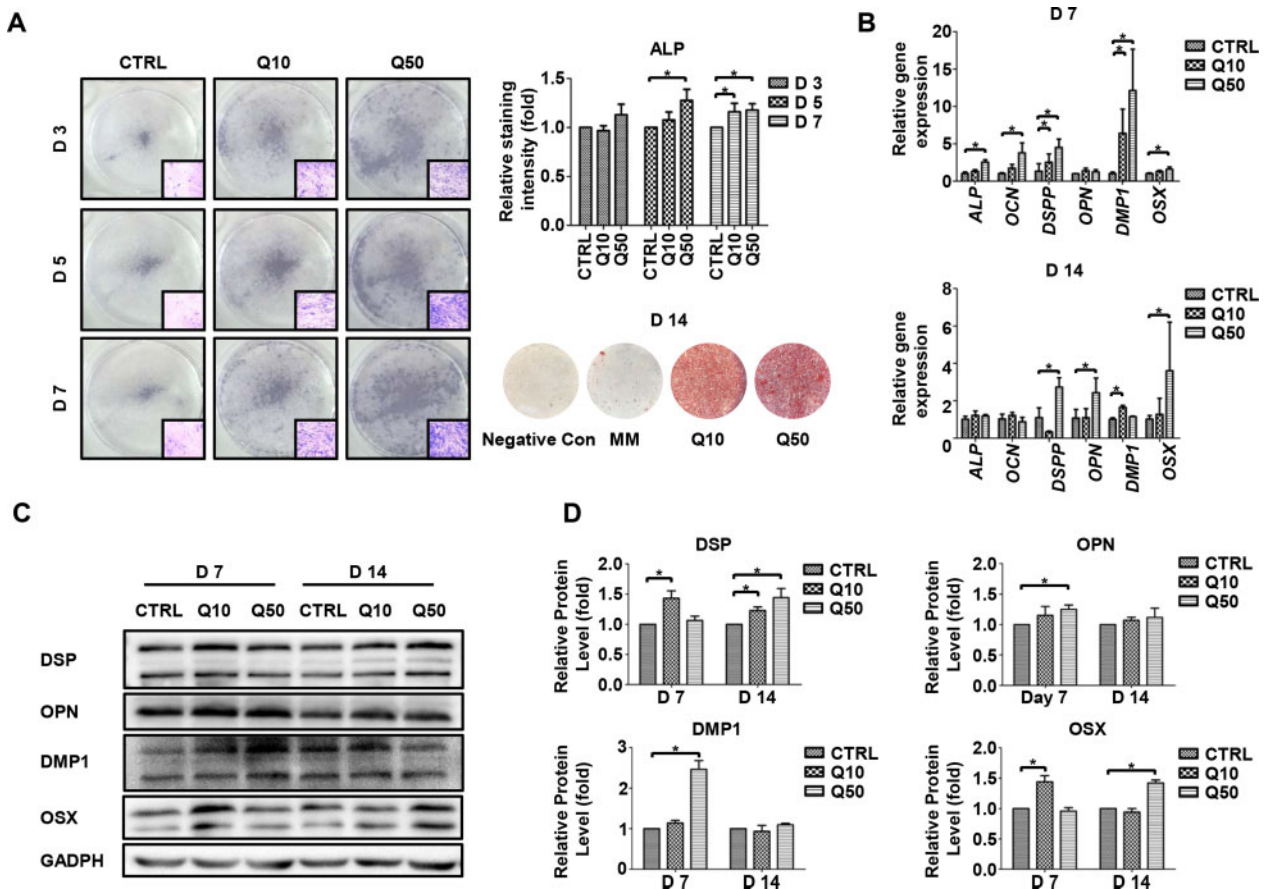 A
CTRL
Q10
Q50
D 3
D 5
D 7
ALP
Relative staining
intensity (fold)
1.5
1.0
0.5
0.0
CTRL
Q10
Q50
CTRL
Q10
Q50
CTRL
Q10
Q50
* * *
D 3
D 5
D 7
D 14
Negative Con
MM
Q10
Q50
B
D 7
Relative gene
expression
20
15
10
5
0
* * * * * * *
ALP
OCN
DSPP
OPN
DMP1
OSX
CTRL
Q10
Q50
D 14
Relative gene
expression
8
6
4
2
0
* * * *
ALP
OCN
DSPP
OPN
DMP1
OSX
CTRL
Q10
Q50
C
D 7
D 14
CTRL
Q10
Q50
CTRL
Q10
Q50
DSP
OPN
DMP1
OSX
GADPH
D
DSP
Relative Protein
Level (fold)
2.0
1.5
1.0
0.5
0.0
* * *
D 7
D 14
CTRL
Q10
Q50
OPN
Relative Protein
Level (fold)
2.0
1.5
1.0
0.5
0.0
*
Day 7
D 14
CTRL
Q10
Q50
DMP1
Relative Protein
Level (fold)
3
2
1
0
*
D 7
D 14
CTRL
Q10
Q50
OSX
Relative Protein
Level (fold)
2.0
1.5
1.0
0.5
0.0
* *
D 7
D 14
CTRL
Q10
Q50